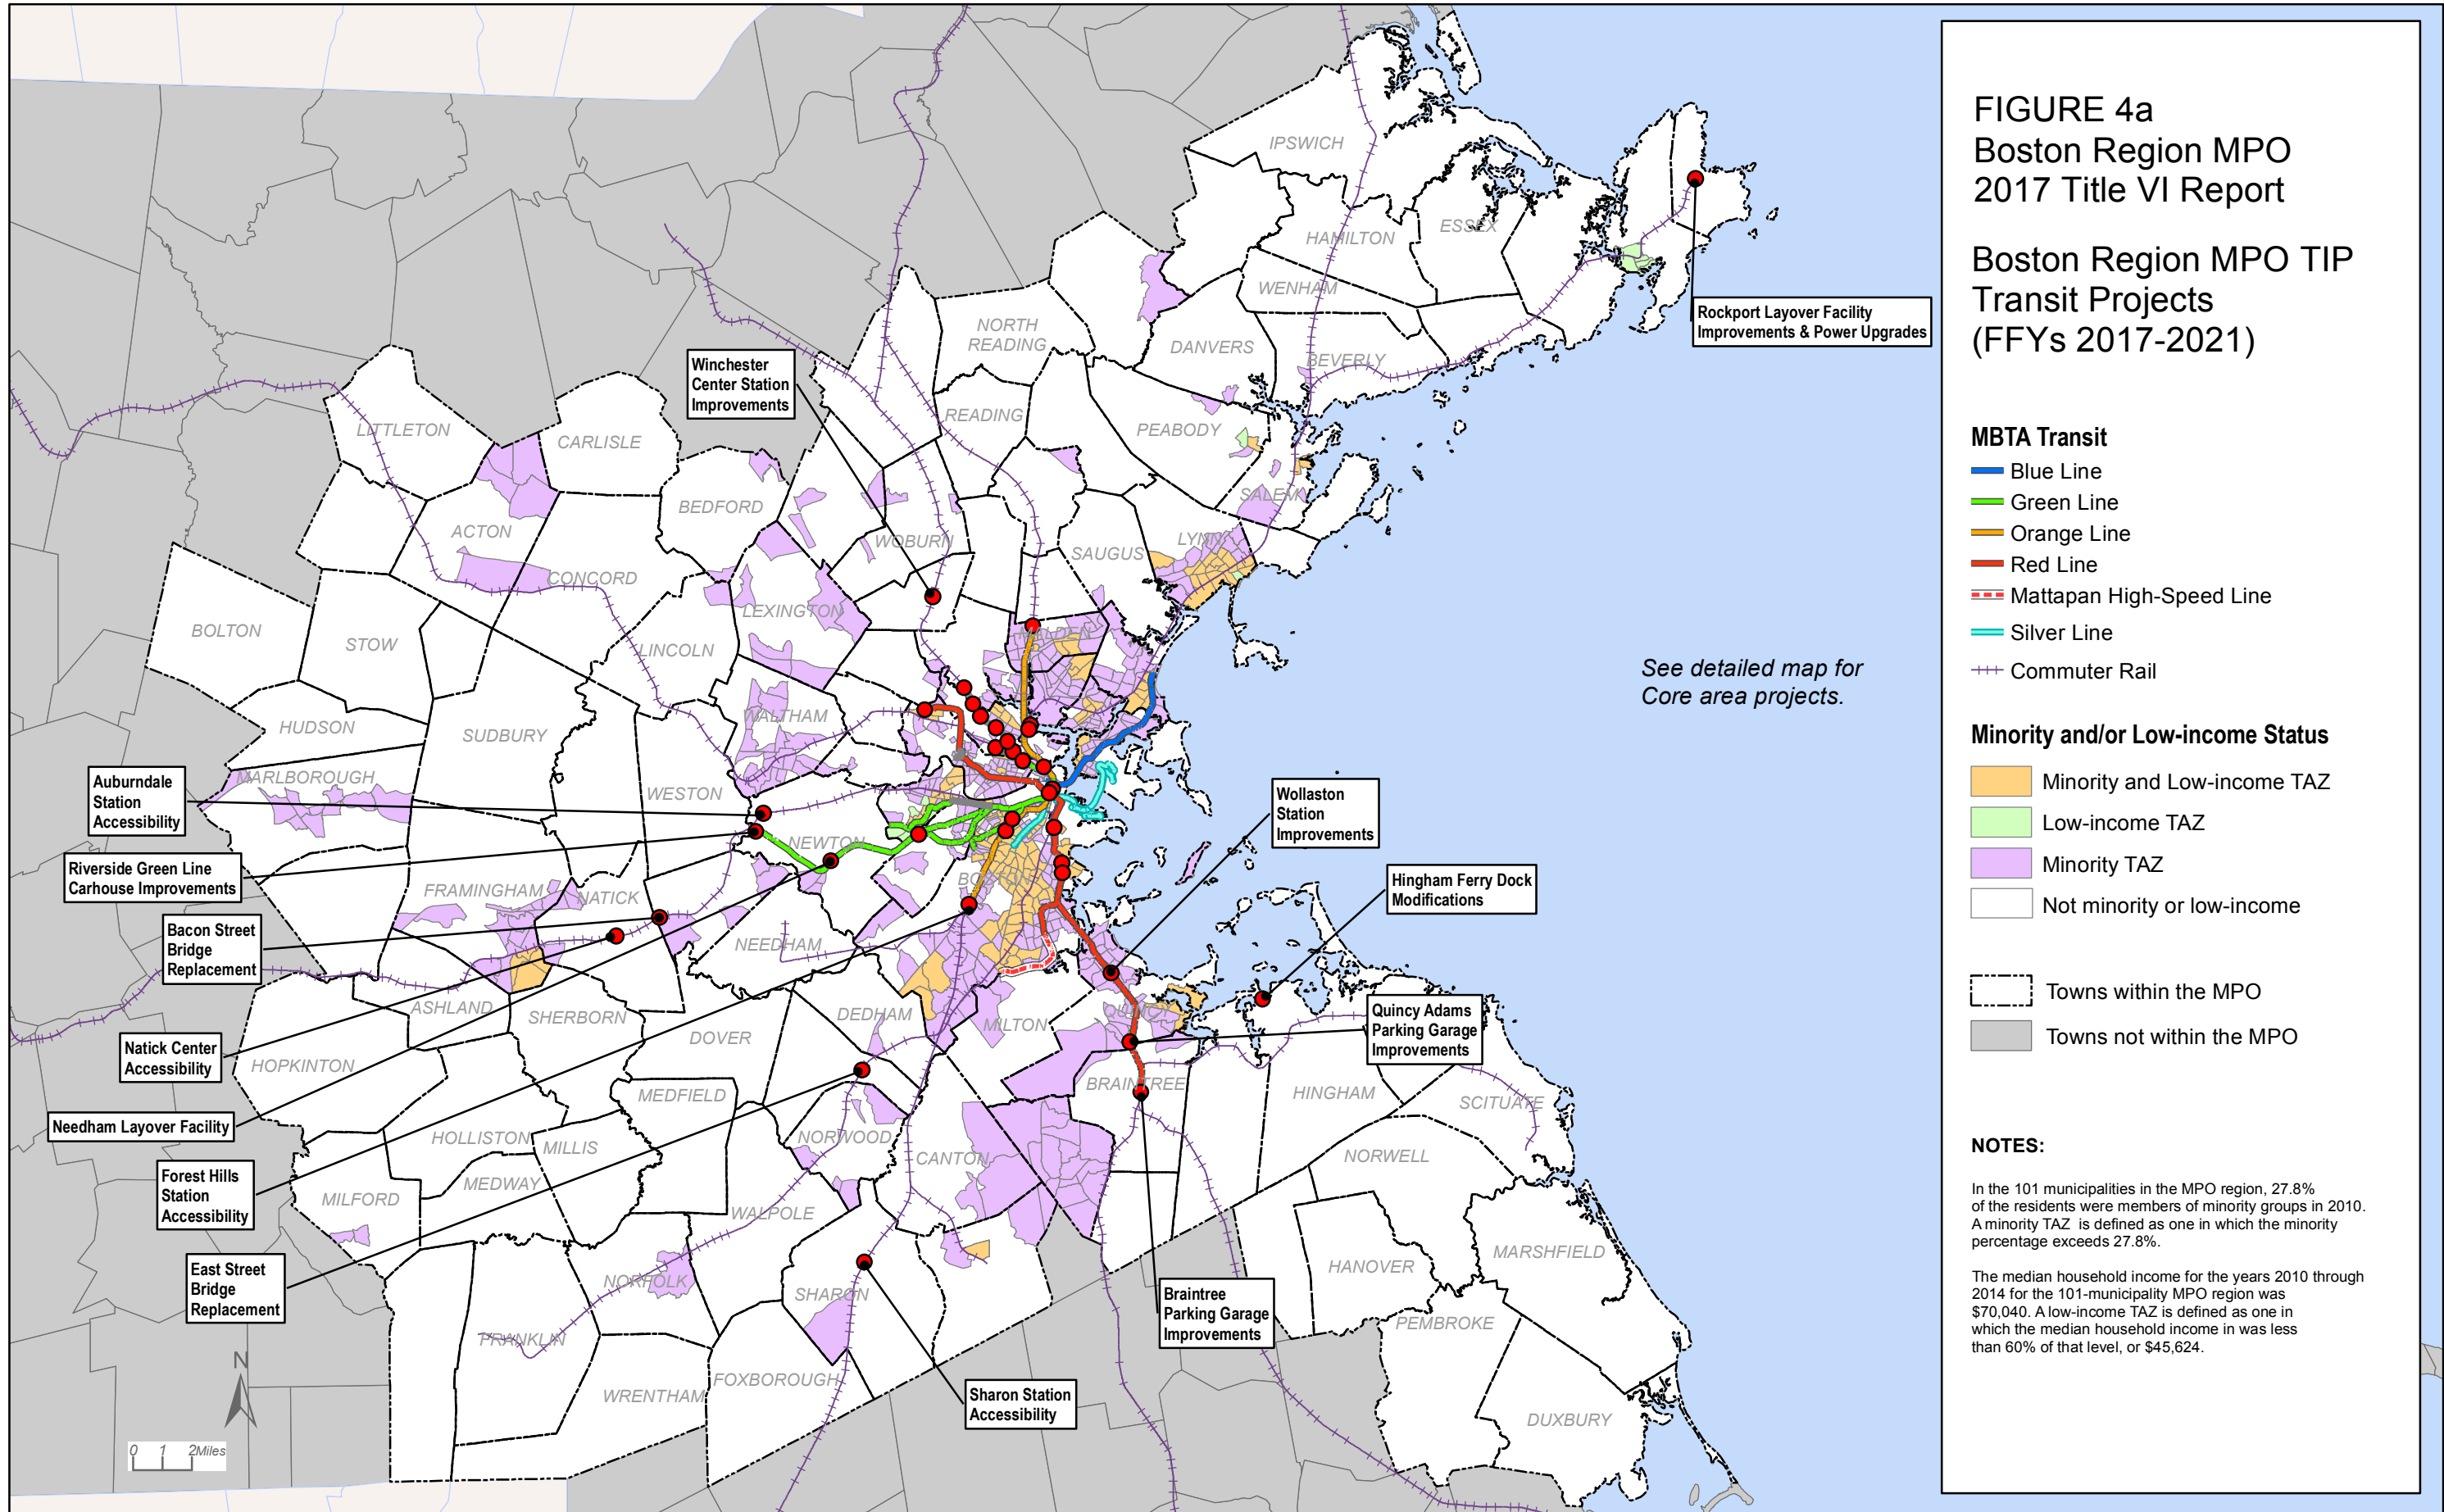 FIGURE 4a
Boston Region MPO
2017 Title VI Report
Boston Region MPO TIP
Transit Projects
(FFYs 2017-2021)
MBTA Transit
Blue Line
Green Line
Orange Line
Red Line
Mattapan High-Speed Line
Silver Line
Commuter Rail
Minority and/or Low-income Status
Minority and Low-income TAZ
Low-income TAZ
Minority TAZ
Not minority or low-income
Towns within the MPO
Towns not within the MPO
NOTES:
In the 101 municipalities in the MPO region, 27.8%
of the residents were members of minority groups in 2010.
A minority TAZ is defined as one in which the minority
percentage exceeds 27.8%.
The median household income for the years 2010 through
2014 for the 101-municipality MPO region was
$70,040. A low-income TAZ is defined as one in
which the median household income in was less
than 60% of that level, or $45,624.
See detailed map for
Core area projects.
Rockport Layover Facility
Improvements & Power Upgrades
Winchester
Center Station
Improvements
Auburndale
Station
Accessibility
Riverside Green Line
Carhouse Improvements
Bacon Street
Bridge
Replacement
Natick Center
Accessibility
Needham Layover Facility
Forest Hills
Station
Accessibility
East Street
Bridge
Replacement
Wollaston
Station
Improvements
Hingham Ferry Dock
Modifications
Quincy Adams
Parking Garage
Improvements
Braintree
Parking Garage
Improvements
Sharon Station
Accessibility
IPSWICH
HAMILTON
ESSEX
WENHAM
NORTH
READING
DANVERS
BEVERLY
READING
PEABODY
LITTLETON
CARLISLE
BEDFORD
SALEM
ACTON
WOBURN
SAUGUS
LYNN
CONCORD
LEXINGTON
BOLTON
STOW
LINCOLN
MALDEN
HUDSON
SUDBURY
WALTHAM
MARLBOROUGH
WESTON
NEWTON
FRAMINGHAM
NATICK
BOSTON
NEEDHAM
ASHLAND
SHERBORN
DEDHAM
MILTON
QUINCY
HOPKINTON
DOVER
MEDFIELD
BRAINTREE
HINGHAM
SCITUATE
HOLLISTON
MILLIS
NORWOOD
CANTON
NORWELL
MILFORD
MEDWAY
WALPOLE
NORFOLK
SHARON
HANOVER
MARSHFIELD
FRANKLIN
PEMBROKE
WRENTHAM
FOXBOROUGH
DUXBURY
N
0 1 2Miles